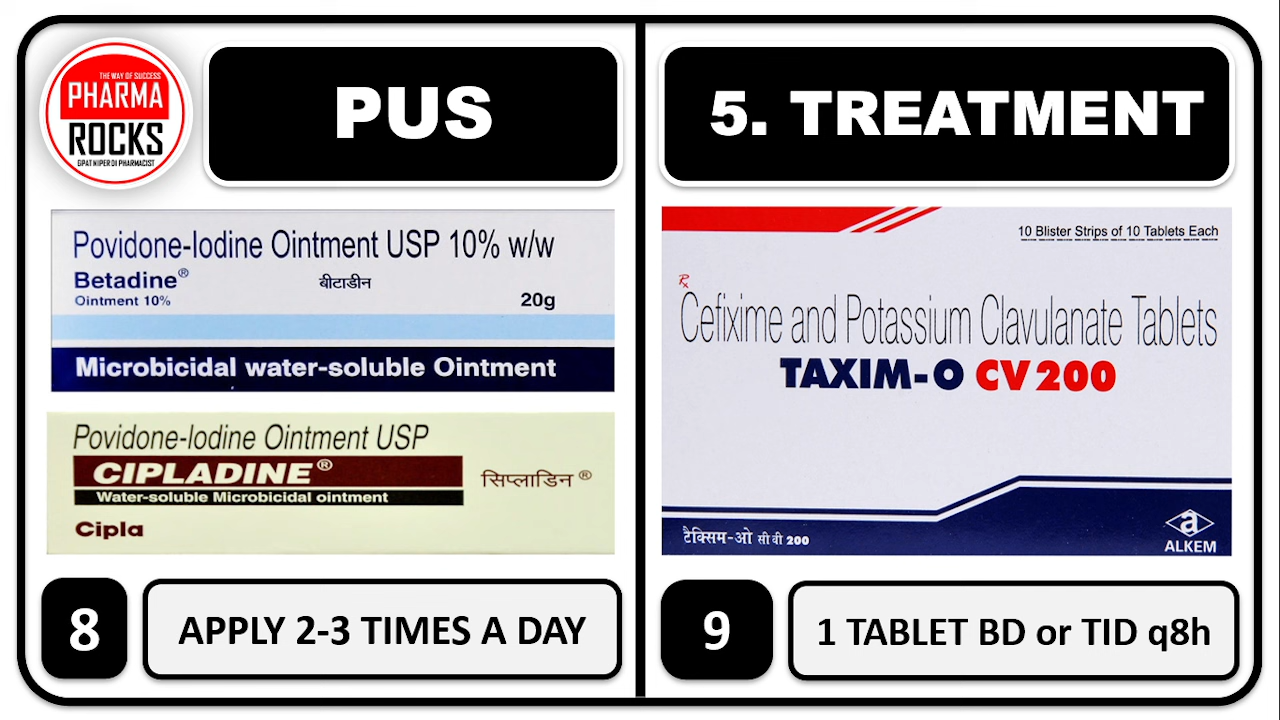 THE WAY OF SUCCESS
PHARMA
ROCKS
GPAT NIPER DI PHARMACIST
PUS
Povidone-Iodine Ointment USP 10% w/w
Betadine® बीटाडीन
Ointment 10% 20g
Microbicidal water-soluble Ointment
Povidone-Iodine Ointment USP
CIPLADINE® सिप्लाडिन ®
Water-soluble Microbicidal ointment
Cipla
8 APPLY 2-3 TIMES A DAY
5. TREATMENT
10 Blister Strips of 10 Tablets Each
Rx
Cefixime and Potassium Clavulanate Tablets
TAXIM-O CV 200
टैक्सिम-ओ सी वी 200
a
ALKEM
9 1 TABLET BD or TID q8h